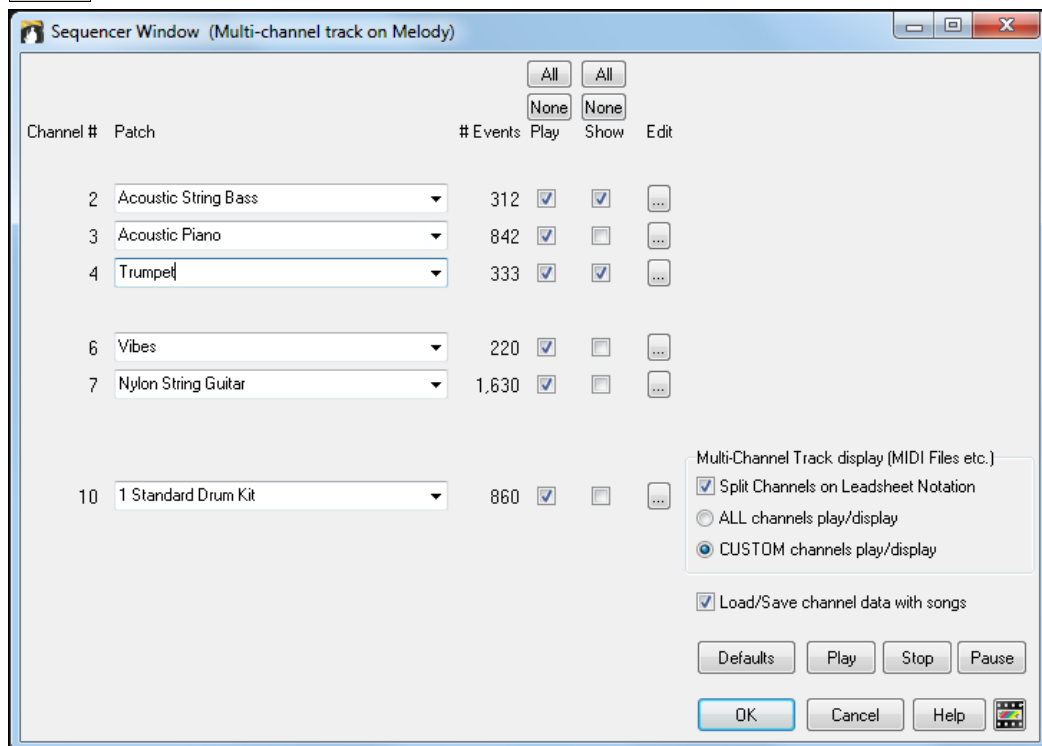 Sequencer Window (Multi-channel track on Melody)
All All
None None
Channel # Patch # Events Play Show Edit
2 Acoustic String Bass 312 ...
3 Acoustic Piano 842 ...
4 Trumpet 333 ...
6 Vibes 220 ...
7 Nylon String Guitar 1,630 ...
Multi-Channel Track display (MIDI Files etc.)
Split Channels on Leadsheet Notation
10 1 Standard Drum Kit 860 ...
ALL channels play/display
CUSTOM channels play/display
Load/Save channel data with songs
Defaults Play Stop Pause
OK Cancel Help